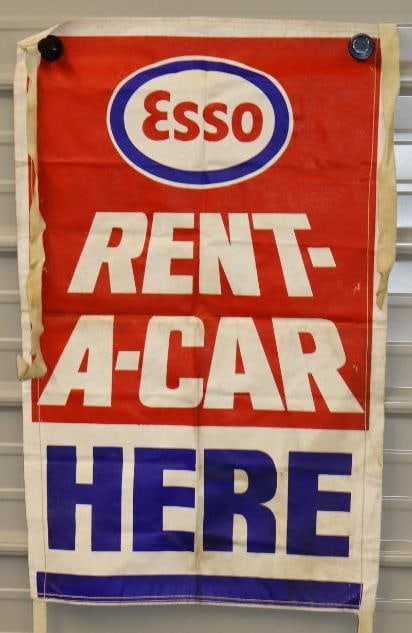 Esso
RENT-
A-CAR
HERE